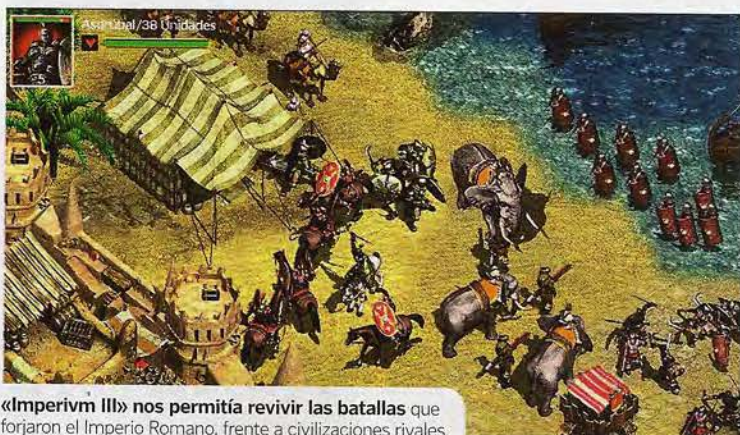 Asdrúbal/38 Unidades
«Imperivm III» nos permitía revivir las batallas que
forjaron el Imperio Romano, frente a civilizaciones rivales